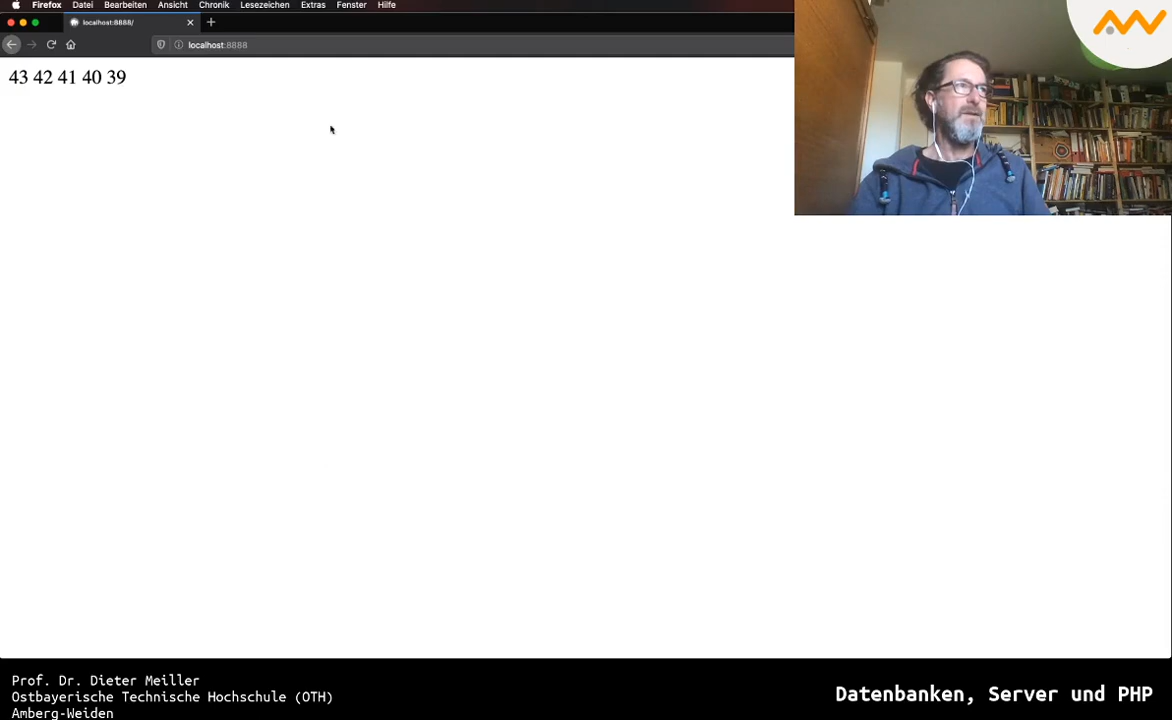 Firefox Datei Bearbeiten Ansicht Chronik Lesezeichen Extras Fenster Hilfe
localhost:8888/
localhost:8888
43 42 41 40 39
Prof. Dr. Dieter Meiller
Ostbayerische Technische Hochschule (OTH)
Amberg-Weiden
Datenbanken, Server und PHP